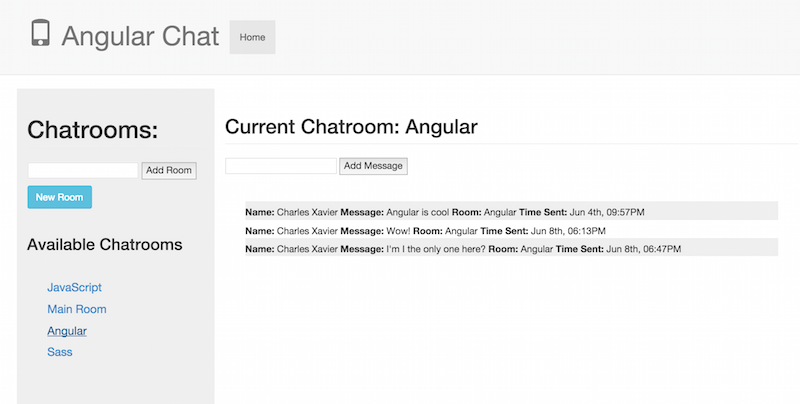 Angular Chat
Home
Chatrooms:
Add Room
New Room
Available Chatrooms
JavaScript
Main Room
Angular
Sass
Current Chatroom: Angular
Add Message
Name: Charles Xavier Message: Angular is cool Room: Angular Time Sent: Jun 4th, 09:57PM
Name: Charles Xavier Message: Wow! Room: Angular Time Sent: Jun 8th, 06:13PM
Name: Charles Xavier Message: I'm I the only one here? Room: Angular Time Sent: Jun 8th, 06:47PM